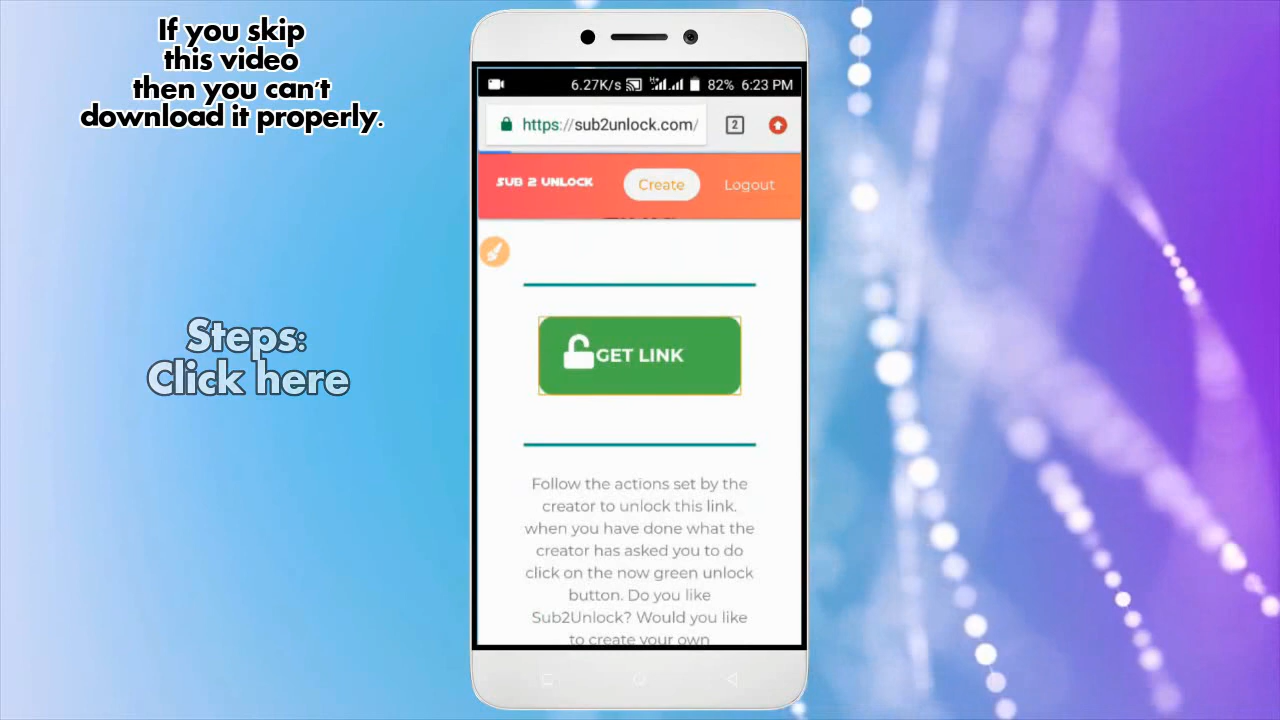 If you skip
this video
then you can't
download it properly.
Steps:
Click here
6.27K/s 82% 6:23 PM
https://sub2unlock.com/ 2
SUB 2 UNLOCK Create Logout
GET LINK
Follow the actions set by the
creator to unlock this link.
when you have done what the
creator has asked you to do
click on the now green unlock
button. Do you like
Sub2Unlock? Would you like
to create your own